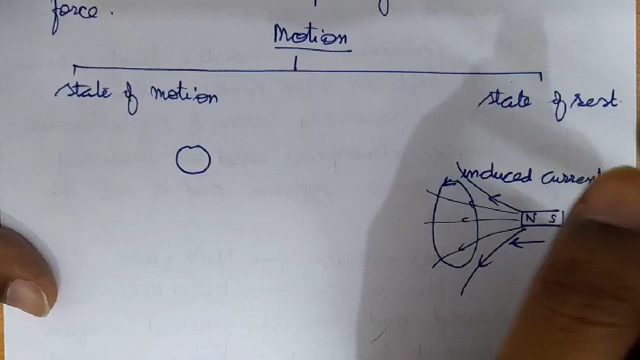 force.
Motion
state of motion
state of rest.
induced current
N S